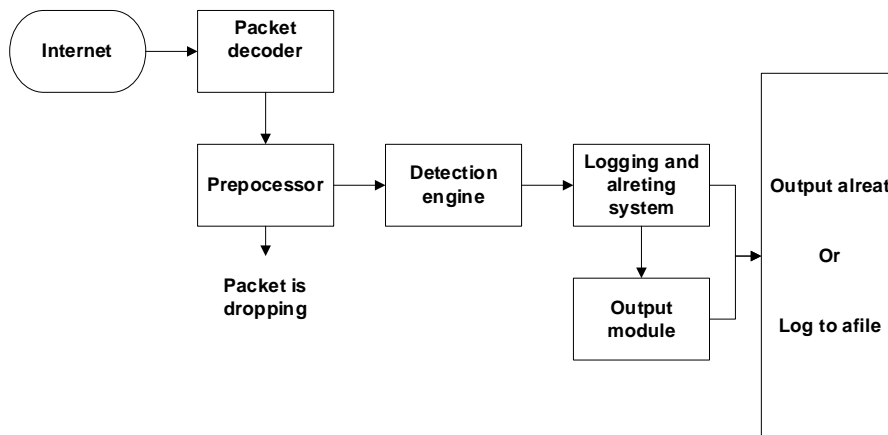 Internet
Packet
decoder
Prepocessor
Detection
engine
Logging and
alreting
system
Packet is
dropping
Output
module
Output alreat
Or
Log to afile